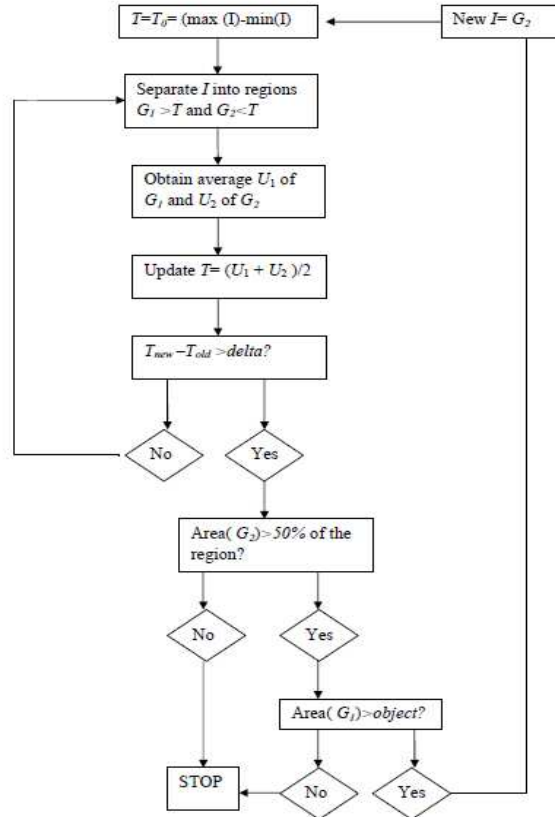 T=T0= (max (I)-min(I)
New I= G2
Separate I into regions
G1 >T and G2<T
Obtain average U1 of
G1 and U2 of G2
Update T= (U1 + U2 )/2
Tnew –Told >delta?
No
Yes
Area( G2)>50% of the
region?
No
Yes
Area( G1)>object?
STOP
No
Yes